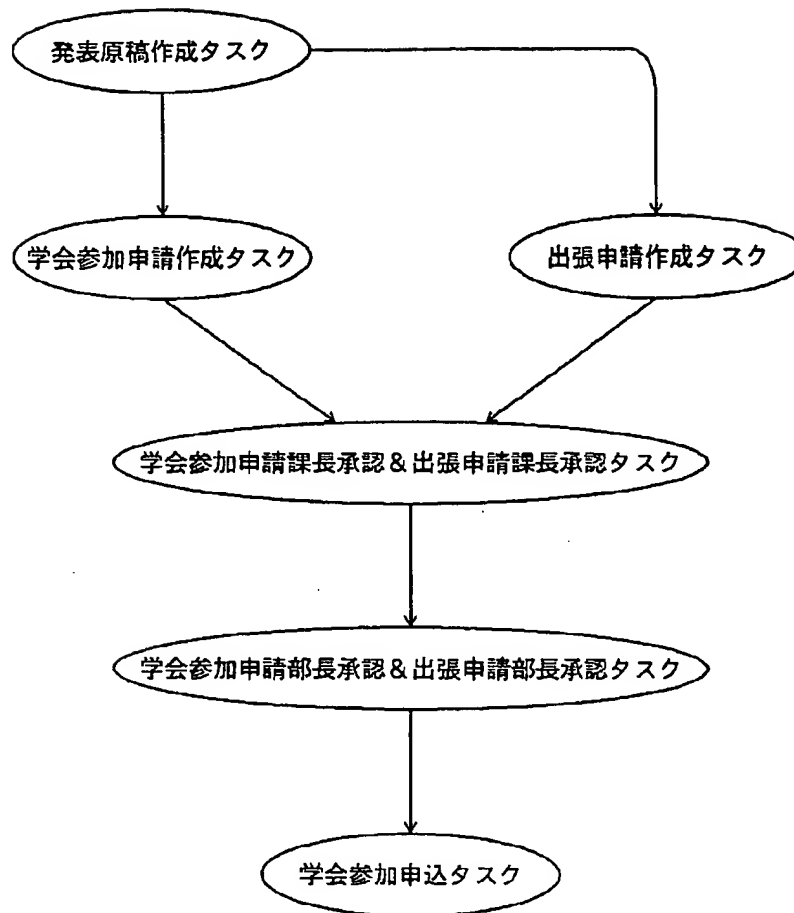 発表原稿作成タスク
学会参加申請作成タスク
出張申請作成タスク
学会参加申請課長承認&出張申請課長承認タスク
学会参加申請部長承認&出張申請部長承認タスク
学会参加申込タスク